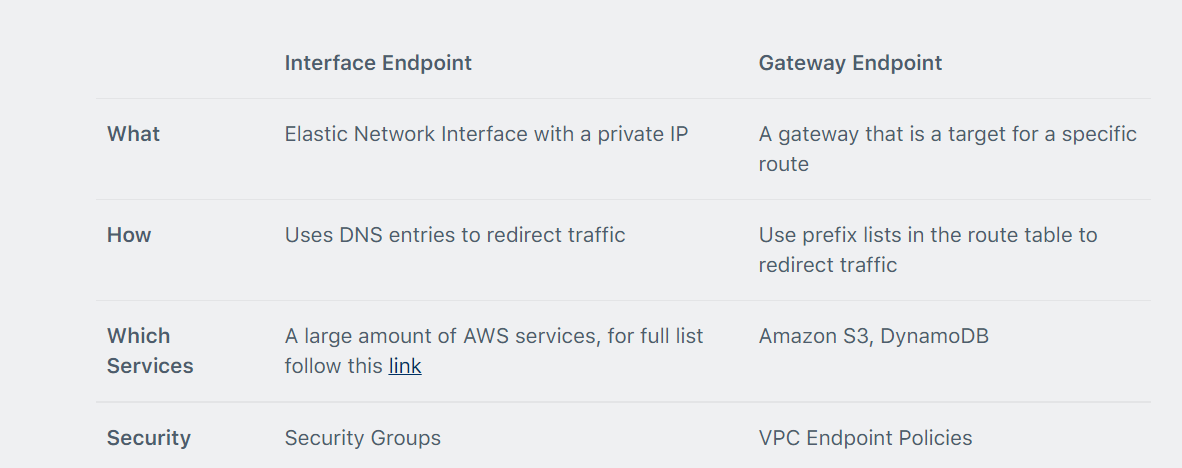 Interface Endpoint
Gateway Endpoint
What
Elastic Network Interface with a private IP
A gateway that is a target for a specific
route
How
Uses DNS entries to redirect traffic
Use prefix lists in the route table to
redirect traffic
Which
Services
A large amount of AWS services, for full list
follow this link
Amazon S3, DynamoDB
Security
Security Groups
VPC Endpoint Policies